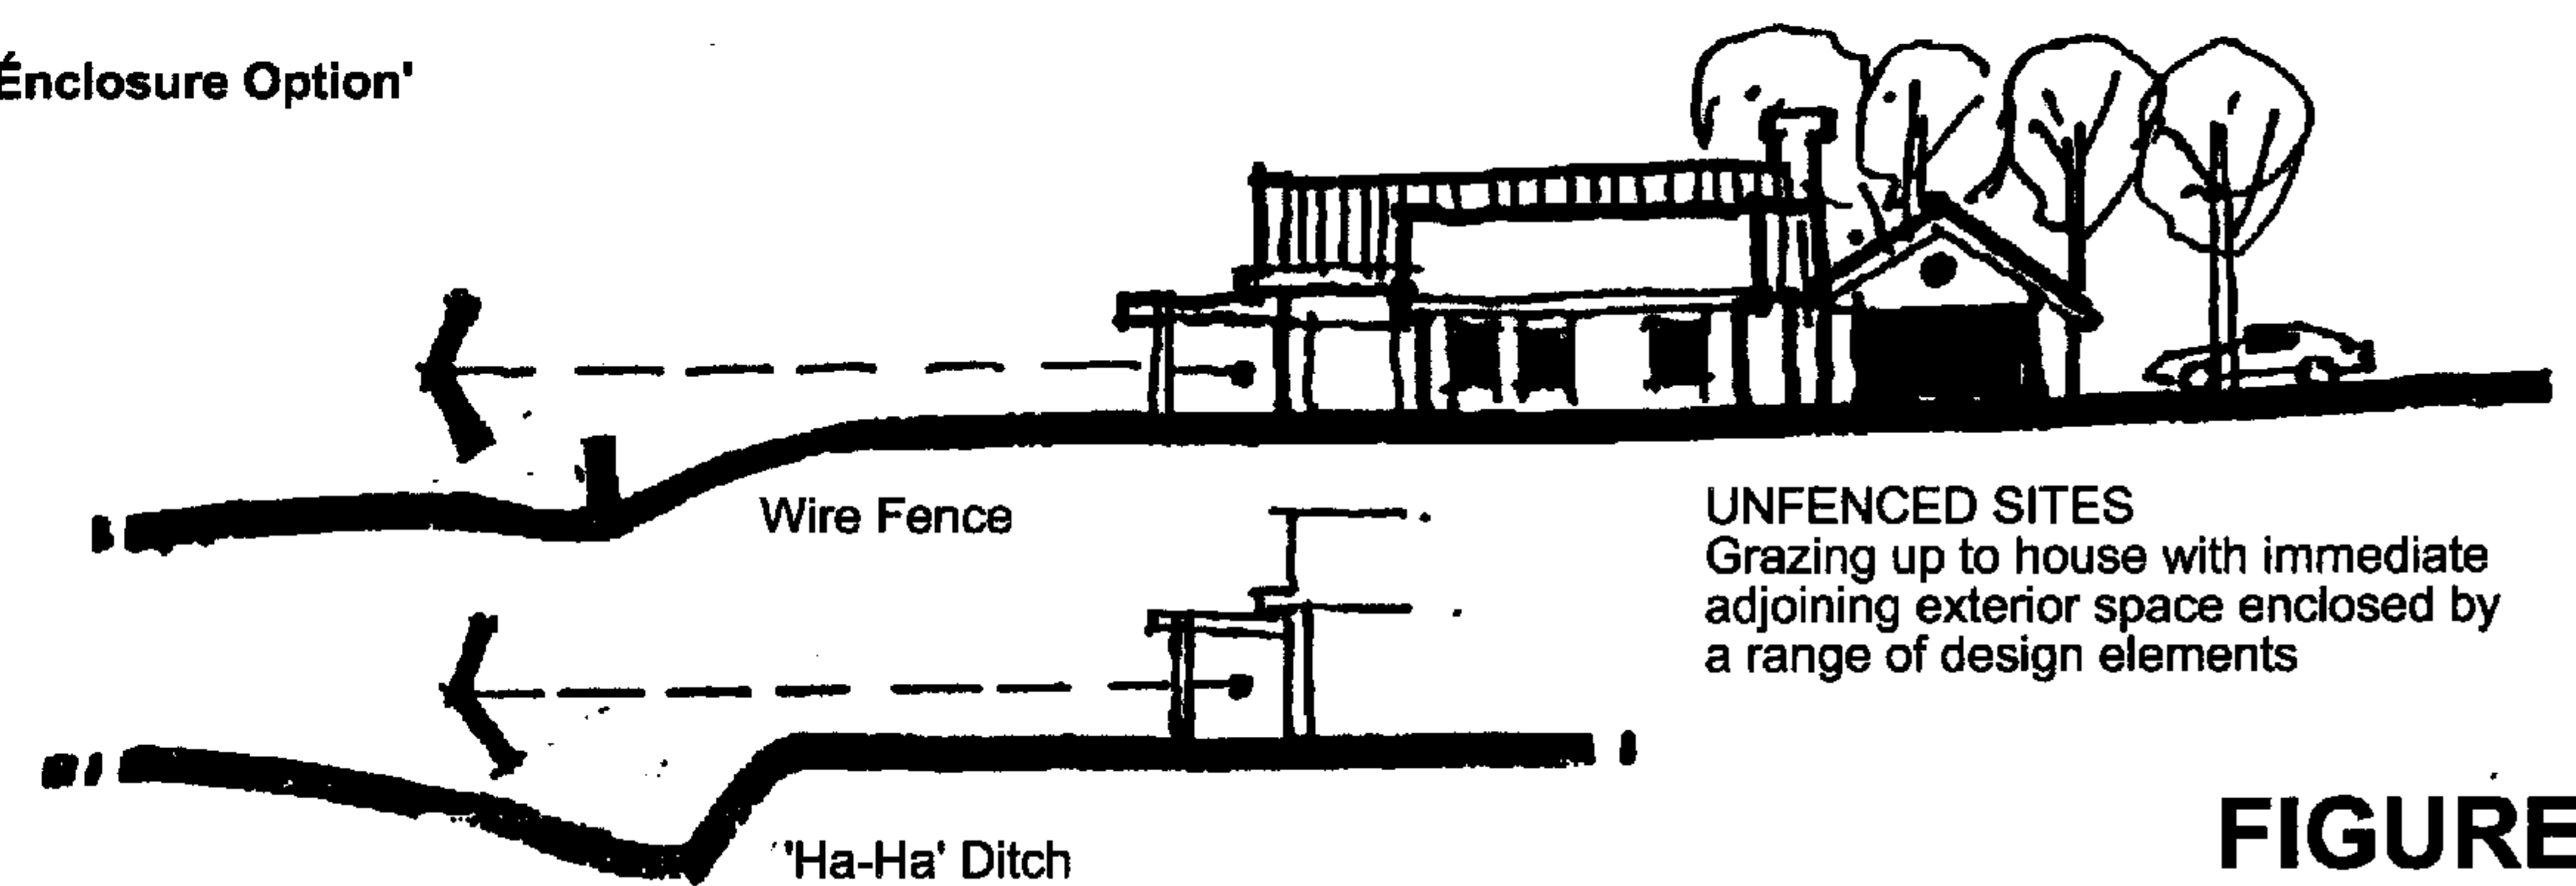 Énclosure Option'
Wire Fence
UNFENCED SITES
Grazing up to house with immediate
adjoining exterior space enclosed by
a range of design elements
'Ha-Ha' Ditch
FIGURE